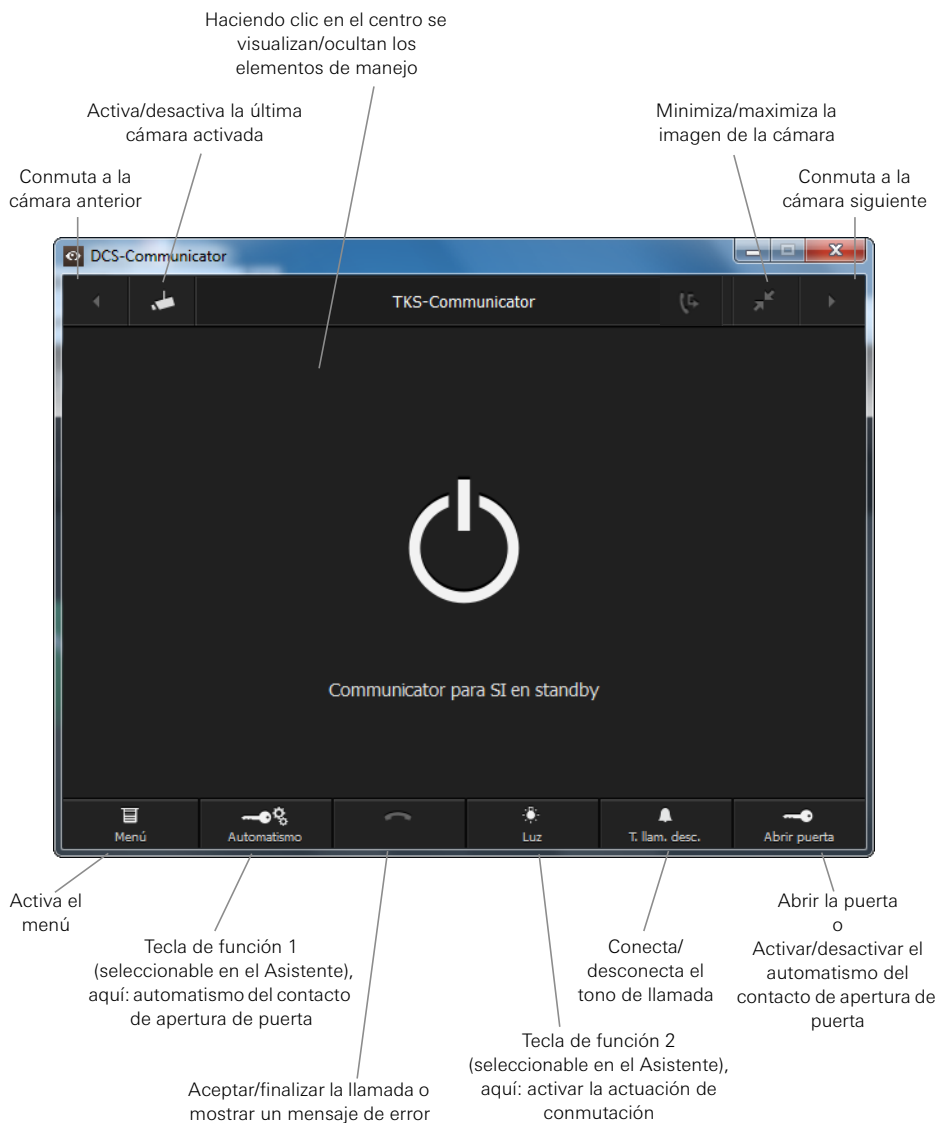 Haciendo clic en el centro se
visualizan/ocultan los
elementos de manejo
Activa/desactiva la última
cámara activada
Minimiza/maximiza la
imagen de la cámara
Conmuta a la
cámara anterior
Conmuta a la
cámara siguiente
DCS-Communicator
TKS-Communicator
Communicator para SI en standby
Menú
Automatismo
Luz
T. llam. desc.
Abrir puerta
Activa el
menú
Tecla de función 1
(seleccionable en el Asistente),
aquí: automatismo del contacto
de apertura de puerta
Aceptar/finalizar la llamada o
mostrar un mensaje de error
Tecla de función 2
(seleccionable en el Asistente),
aquí: activar la actuación de
conmutación
Conecta/
desconecta el
tono de llamada
Abrir la puerta
o
Activar/desactivar el
automatismo del
contacto de apertura de
puerta